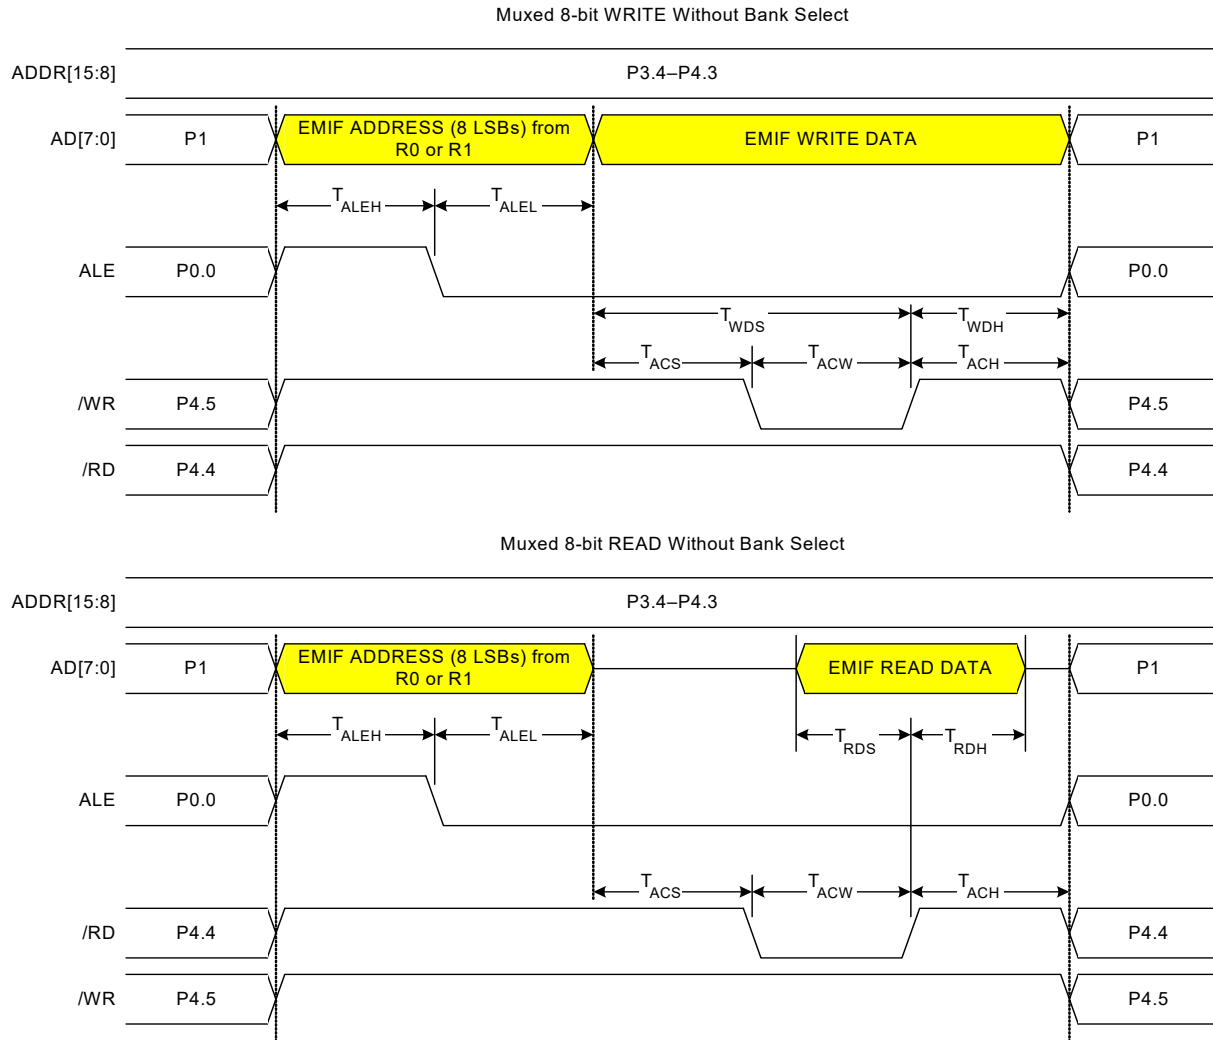 Muxed 8-bit WRITE Without Bank Select
ADDR[15:8] P3.4–P4.3
AD[7:0] P1 EMIF ADDRESS (8 LSBs) from R0 or R1 EMIF WRITE DATA P1
TALEH TALEL
ALE P0.0 P0.0
TWDS TWDH
TACS TACW TACH
/WR P4.5 P4.5
/RD P4.4 P4.4
Muxed 8-bit READ Without Bank Select
ADDR[15:8] P3.4–P4.3
AD[7:0] P1 EMIF ADDRESS (8 LSBs) from R0 or R1 EMIF READ DATA P1
TALEH TALEL TRDS TRDH
ALE P0.0 P0.0
TACS TACW TACH
/RD P4.4 P4.4
/WR P4.5 P4.5